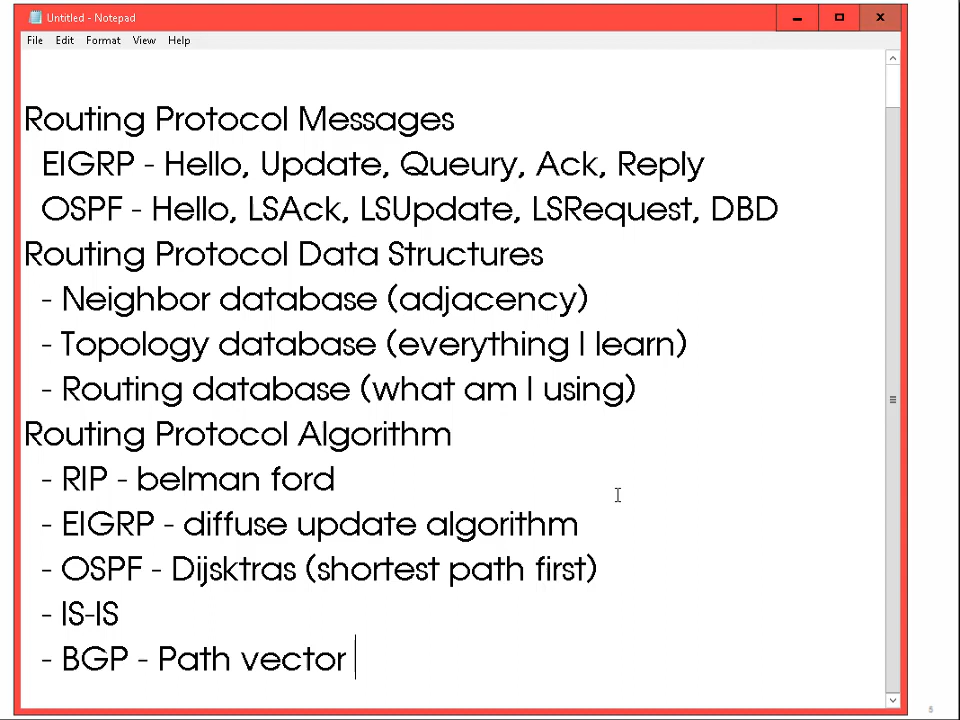 Untitled - Notepad
File Edit Format View Help
Routing Protocol Messages
EIGRP - Hello, Update, Queury, Ack, Reply
OSPF - Hello, LSAck, LSUpdate, LSRequest, DBD
Routing Protocol Data Structures
- Neighbor database (adjacency)
- Topology database (everything I learn)
- Routing database (what am I using)
Routing Protocol Algorithm
- RIP - belman ford
- EIGRP - diffuse update algorithm
- OSPF - Dijsktras (shortest path first)
- IS-IS
- BGP - Path vector
5